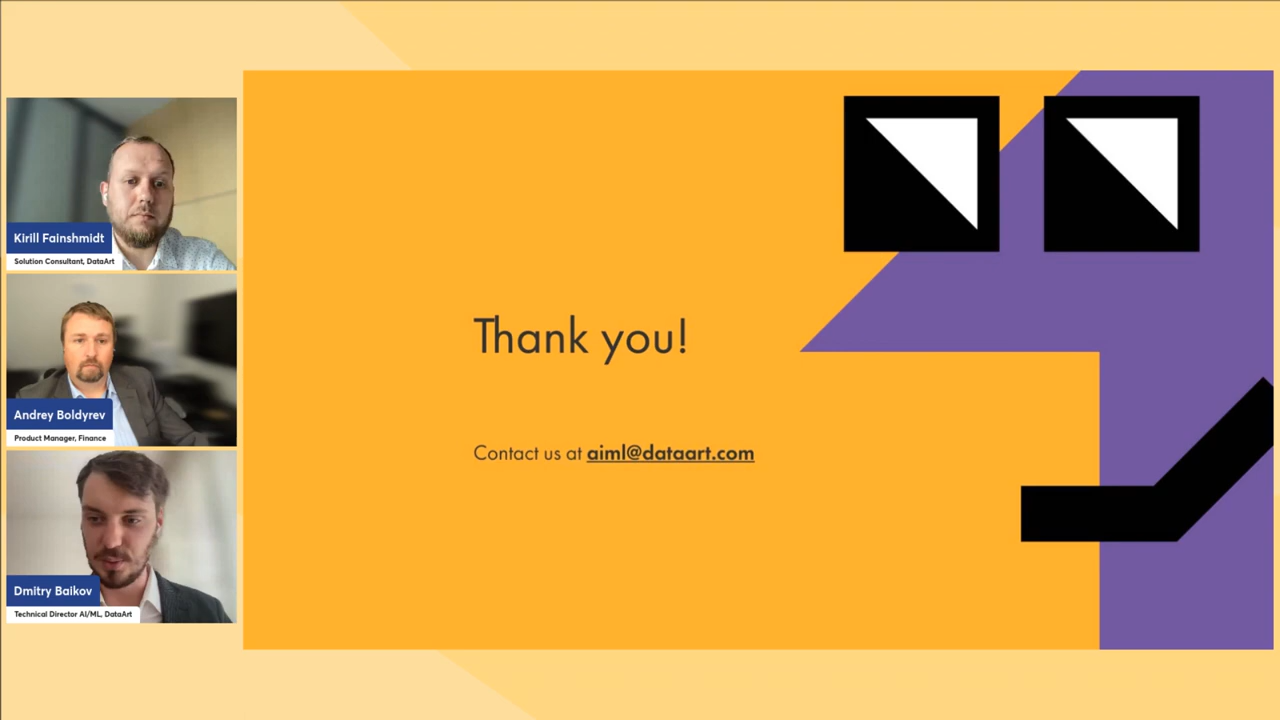 Kirill Fainshmidt
Solution Consultant, DataArt
Andrey Boldyrev
Product Manager, Finance
Dmitry Baikov
Technical Director AI/ML, DataArt
Thank you!
Contact us at aiml@dataart.com